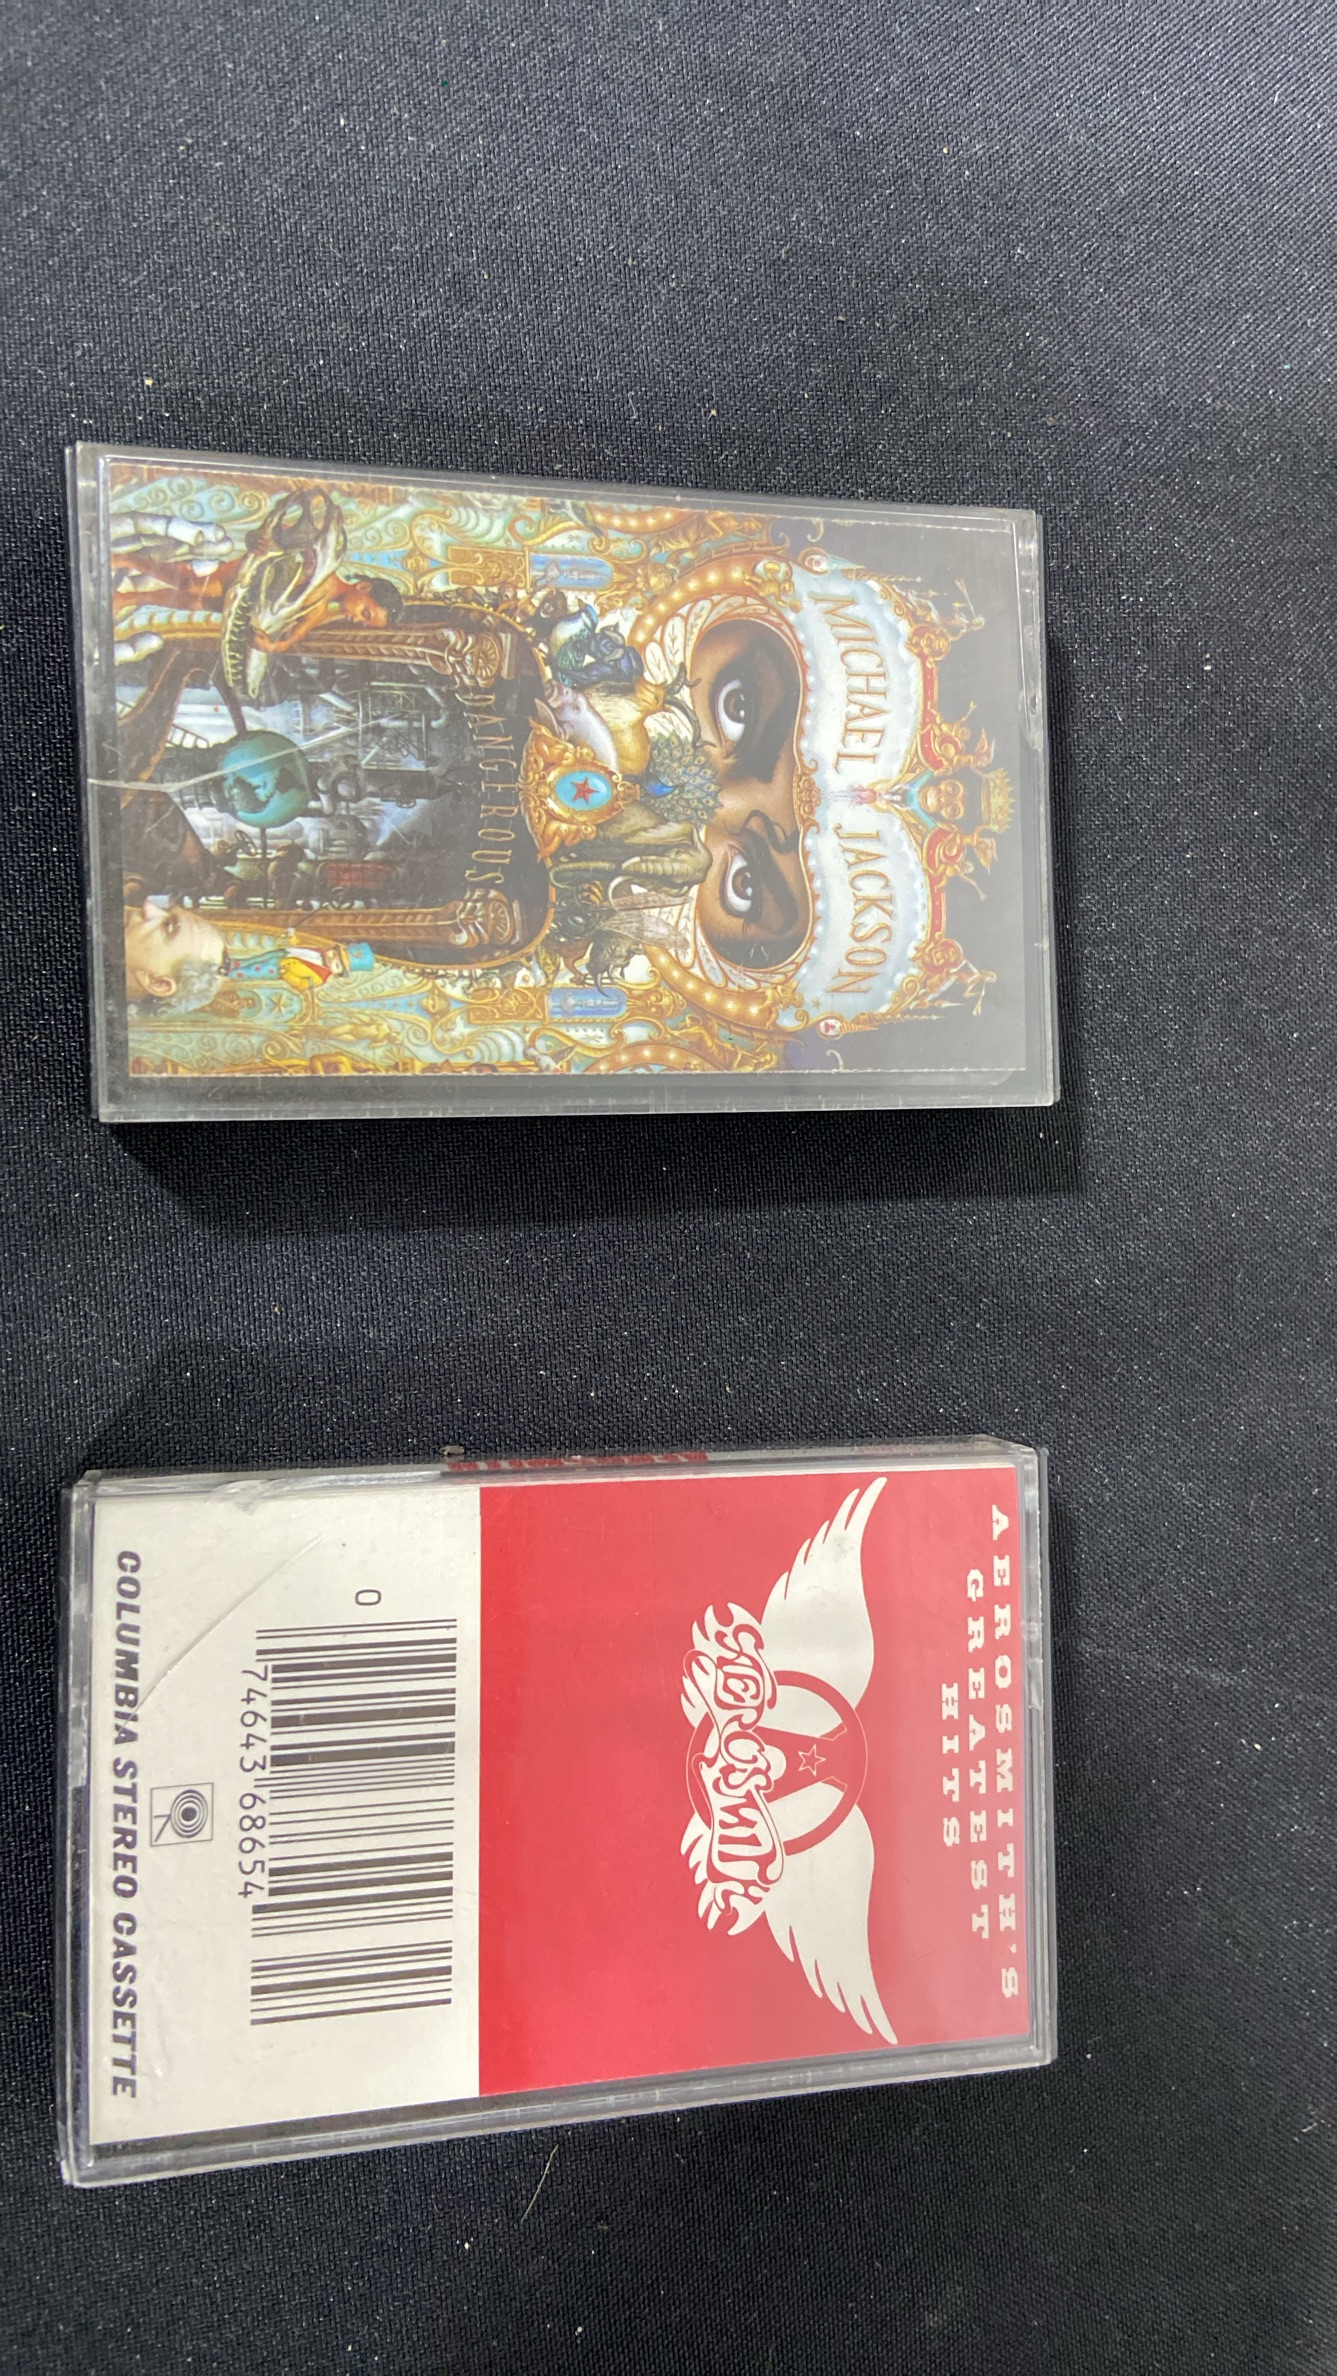 MICHAEL JACKSON
DANGEROUS
AEROSMITH'S
GREATEST
HITS
AEROSMITH
0
74643 68654
COLUMBIA STEREO CASSETTE